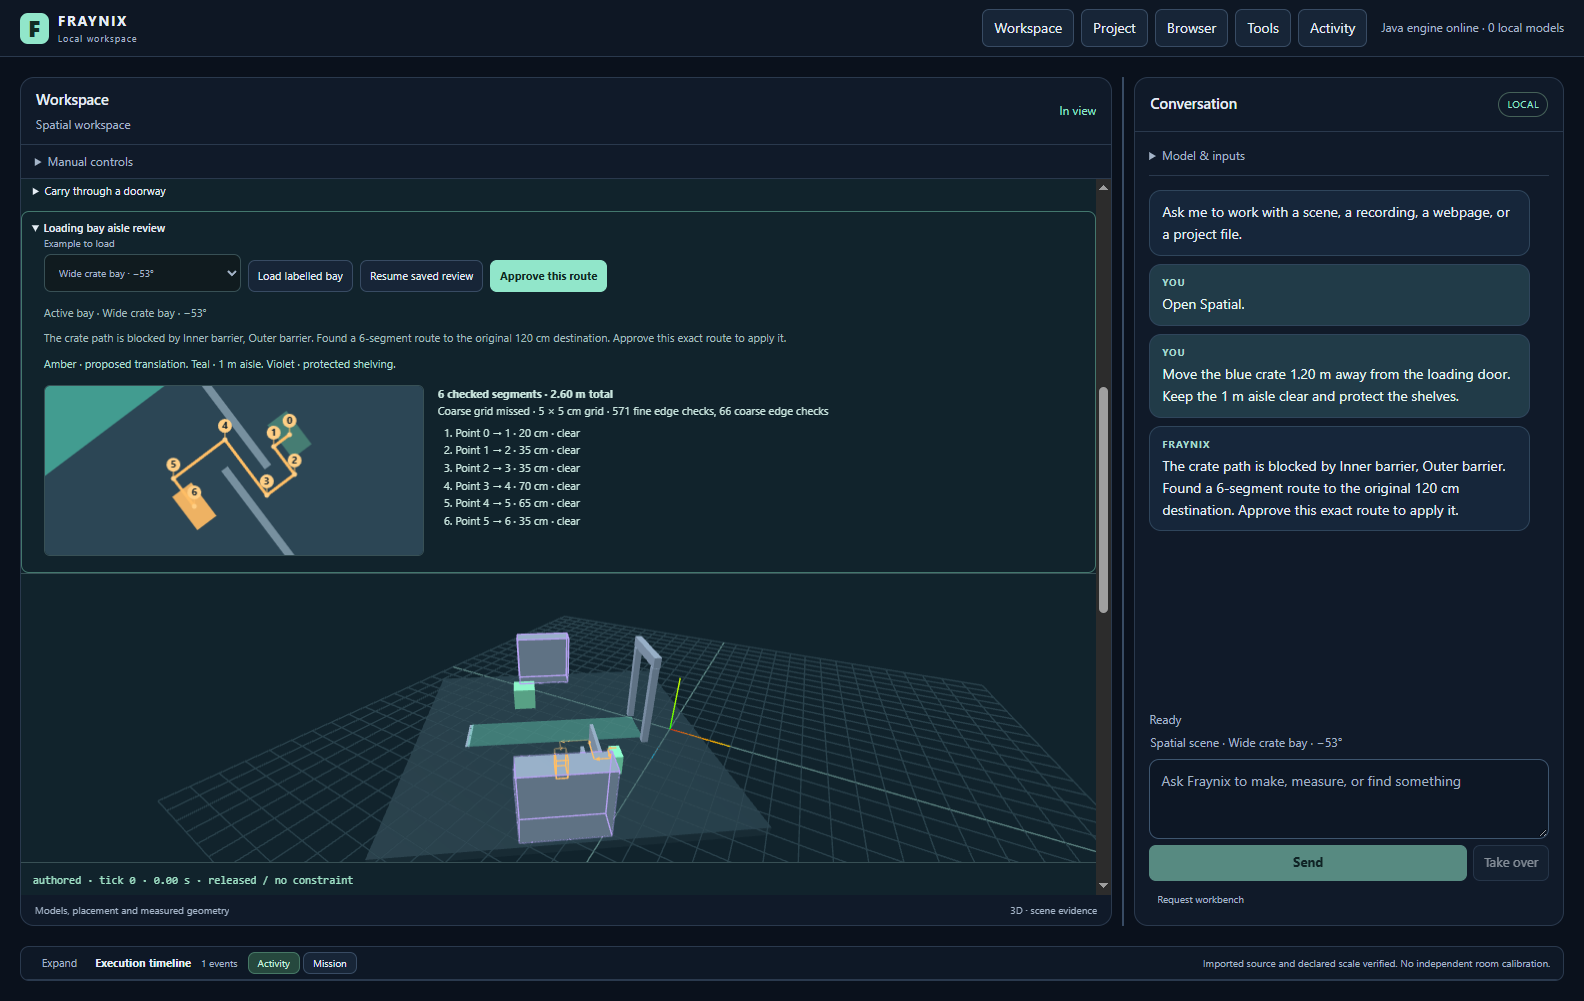 F
FRAYNIX
Local workspace
Workspace
Project
Browser
Tools
Activity
Java engine online · 0 local models
Workspace
Spatial workspace
In view
▶ Manual controls
▶ Carry through a doorway
▼ Loading bay aisle review
Example to load
Wide crate bay · −53°
Load labelled bay
Resume saved review
Approve this route
Active bay · Wide crate bay · −53°
The crate path is blocked by Inner barrier, Outer barrier. Found a 6-segment route to the original 120 cm destination. Approve this exact route to apply it.
Amber · proposed translation. Teal · 1 m aisle. Violet · protected shelving.
0
1
2
3
4
5
6
6 checked segments · 2.60 m total
Coarse grid missed · 5 × 5 cm grid · 571 fine edge checks, 66 coarse edge checks
1. Point 0 → 1 · 20 cm · clear
2. Point 1 → 2 · 35 cm · clear
3. Point 2 → 3 · 35 cm · clear
4. Point 3 → 4 · 70 cm · clear
5. Point 4 → 5 · 65 cm · clear
6. Point 5 → 6 · 35 cm · clear
authored · tick 0 · 0.00 s · released / no constraint
Models, placement and measured geometry
3D · scene evidence
Conversation
LOCAL
▶ Model & inputs
Ask me to work with a scene, a recording, a webpage, or
a project file.
YOU
Open Spatial.
YOU
Move the blue crate 1.20 m away from the loading door.
Keep the 1 m aisle clear and protect the shelves.
FRAYNIX
The crate path is blocked by Inner barrier, Outer barrier.
Found a 6-segment route to the original 120 cm
destination. Approve this exact route to apply it.
Ready
Spatial scene · Wide crate bay · −53°
Ask Fraynix to make, measure, or find something
Send
Take over
Request workbench
Expand
Execution timeline
1 events
Activity
Mission
Imported source and declared scale verified. No independent room calibration.